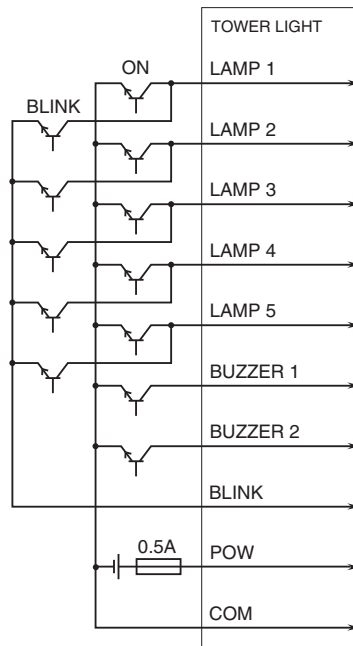 TOWER LIGHT
ON
LAMP 1
BLINK
LAMP 2
LAMP 3
LAMP 4
LAMP 5
BUZZER 1
BUZZER 2
BLINK
0.5A
POW
COM